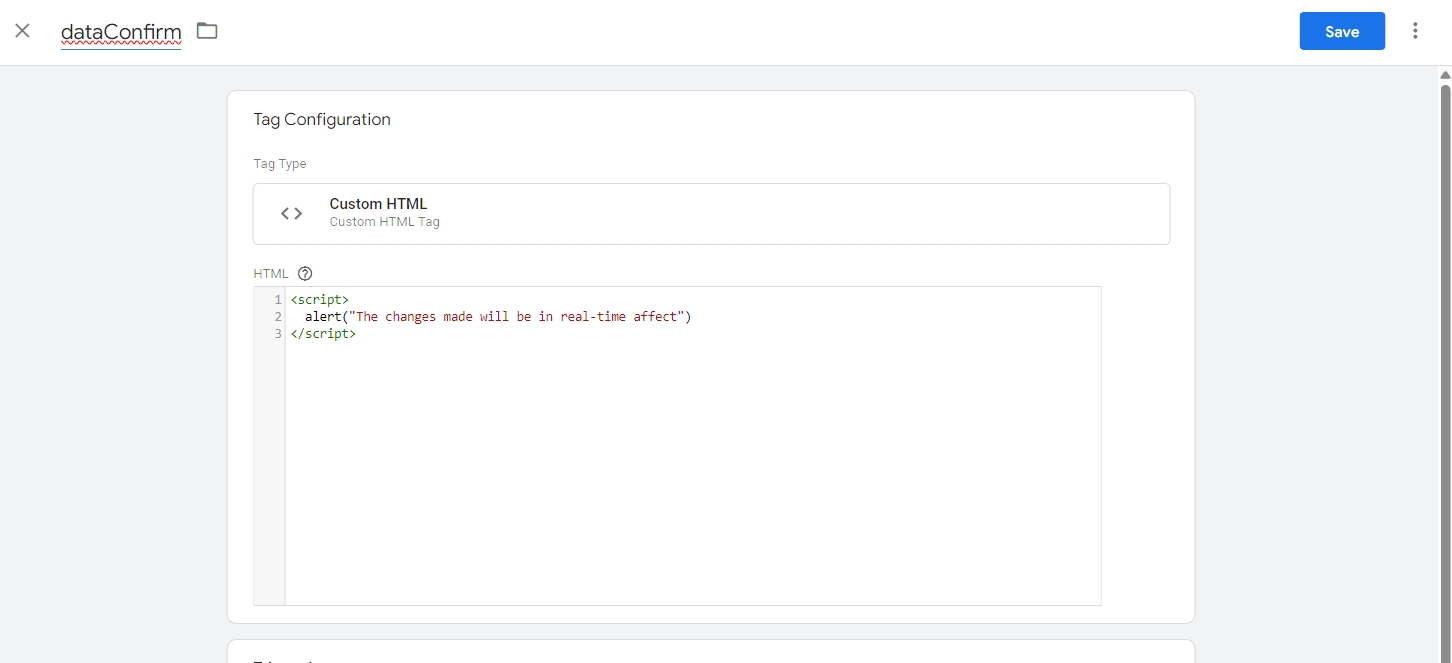 dataConfirm
Save
Tag Configuration
Tag Type
Custom HTML
Custom HTML Tag
HTML
1 <script>
2 alert("The changes made will be in real-time affect")
3 </script>